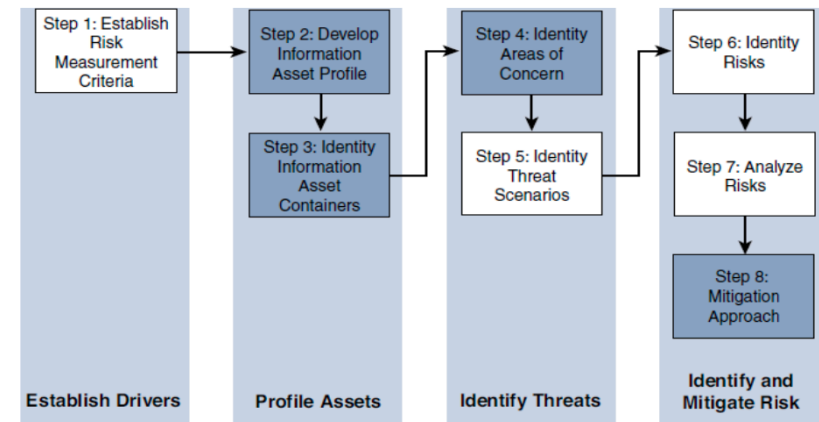 Step 1: Establish
Risk
Measurement
Criteria
Step 2: Develop
Information
Asset Profile
Step 3: Identity
Information
Asset
Containers
Step 4: Identity
Areas of
Concern
Step 5: Identity
Threat
Scenarios
Step 6: Identity
Risks
Step 7: Analyze
Risks
Step 8:
Mitigation
Approach
Establish Drivers
Profile Assets
Identify Threats
Identify and
Mitigate Risk